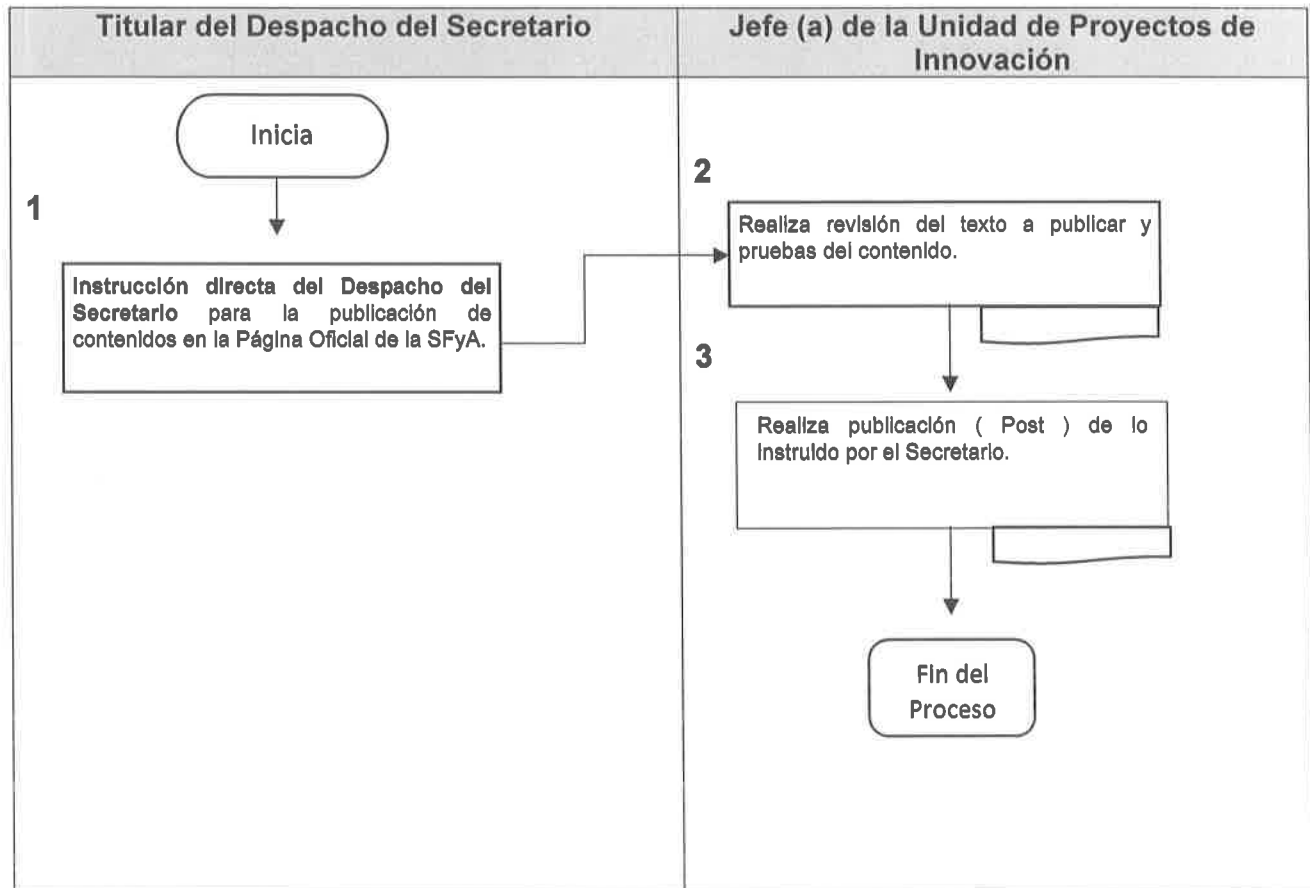 Titular del Despacho del Secretario
Jefe (a) de la Unidad de Proyectos de
Innovación
Inicia
1
Instrucción directa del Despacho del
Secretario para la publicación de
contenidos en la Página Oficial de la SFyA.
2
Realiza revisión del texto a publicar y
pruebas del contenido.
3
Realiza publicación ( Post ) de lo
instruido por el Secretario.
Fin del
Proceso